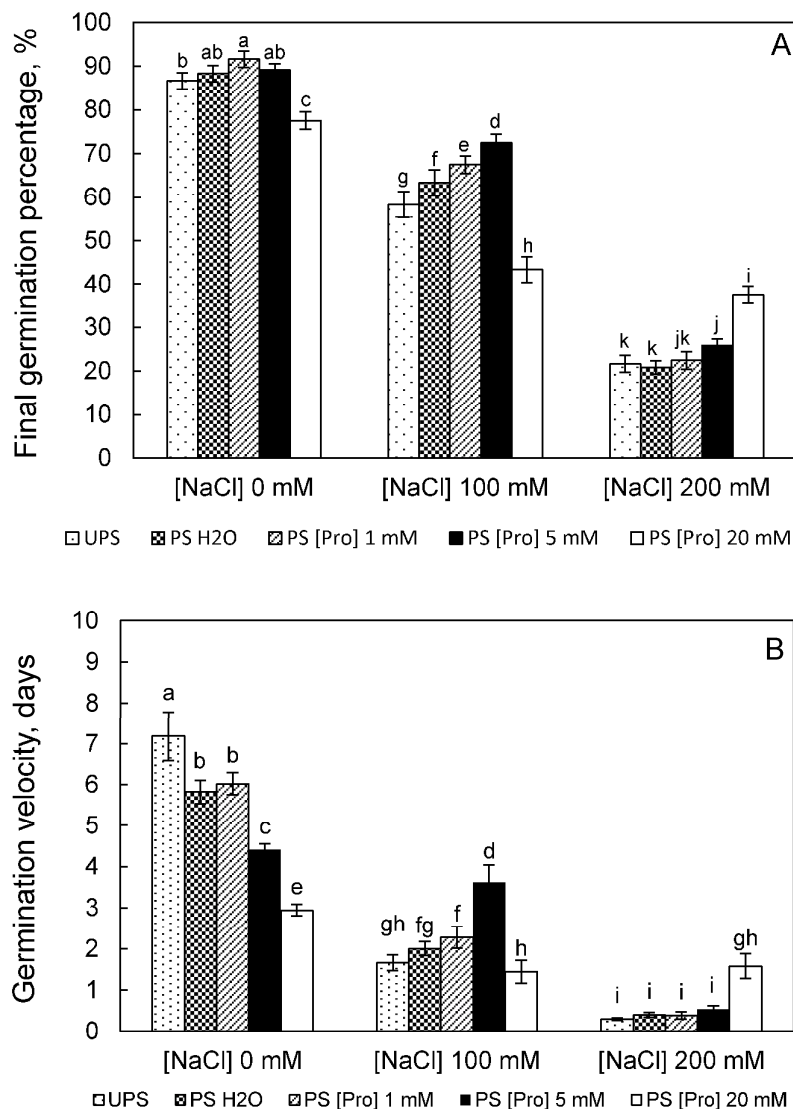 Final germination percentage, %
A
100
90
80
70
60
50
40
30
20
10
0
b ab a ab c
g f e d h
k k jk j i
[NaCl] 0 mM [NaCl] 100 mM [NaCl] 200 mM
UPS PS H2O PS [Pro] 1 mM PS [Pro] 5 mM PS [Pro] 20 mM
Germination velocity, days
B
10
9
8
7
6
5
4
3
2
1
0
a b b c e
gh fg f d h
i i i i gh
[NaCl] 0 mM [NaCl] 100 mM [NaCl] 200 mM
UPS PS H2O PS [Pro] 1 mM PS [Pro] 5 mM PS [Pro] 20 mM